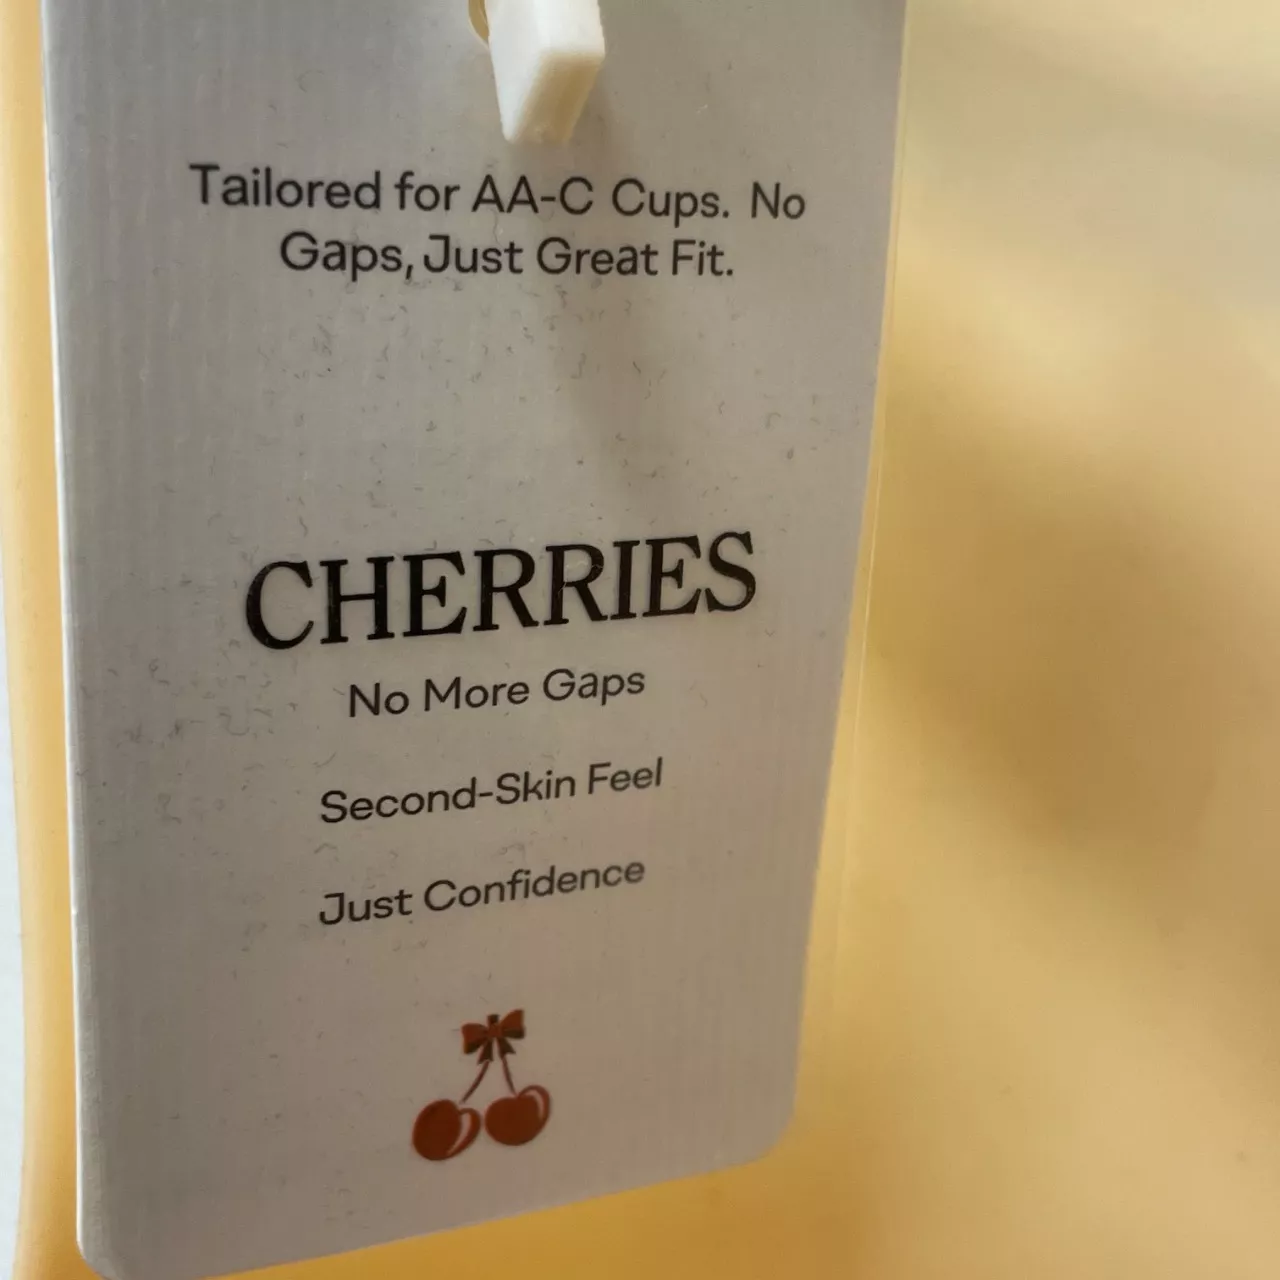 Tailored for AA-C Cups. No
Gaps, Just Great Fit.
CHERRIES
No More Gaps
Second-Skin Feel
Just Confidence